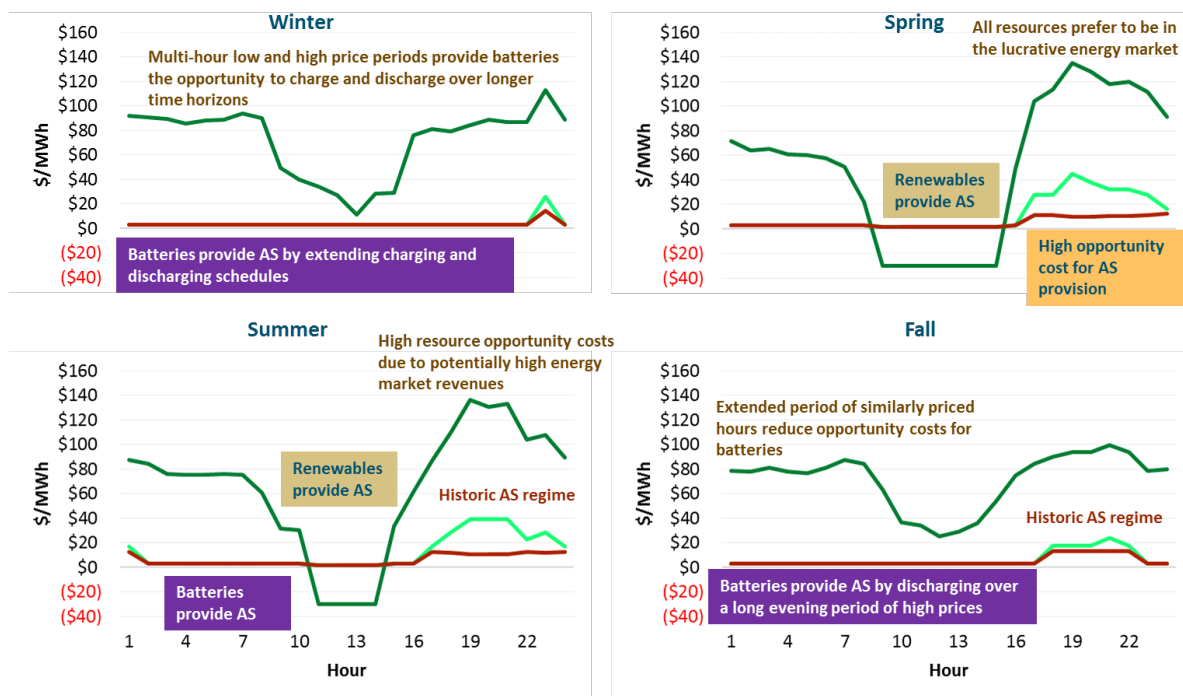 Winter
$160
$140
$120
$100
$80
$60
$40
$20
$0
($20)
($40)
$/MWh
Multi-hour low and high price periods provide batteries
the opportunity to charge and discharge over longer
time horizons
Batteries provide AS by extending charging and
discharging schedules
Spring
$160
$140
$120
$100
$80
$60
$40
$20
$0
($20)
($40)
$/MWh
All resources prefer to be in
the lucrative energy market
Renewables
provide AS
High opportunity
cost for AS
provision
Summer
$160
$140
$120
$100
$80
$60
$40
$20
$0
($20)
($40)
$/MWh
High resource opportunity costs
due to potentially high energy
market revenues
Renewables
provide AS
Historic AS regime
Batteries
provide AS
1 4 7 10 13 16 19 22
Hour
Fall
$160
$140
$120
$100
$80
$60
$40
$20
$0
($20)
($40)
$/MWh
Extended period of similarly priced
hours reduce opportunity costs for
batteries
Historic AS regime
Batteries provide AS by discharging over
a long evening period of high prices
1 4 7 10 13 16 19 22
Hour